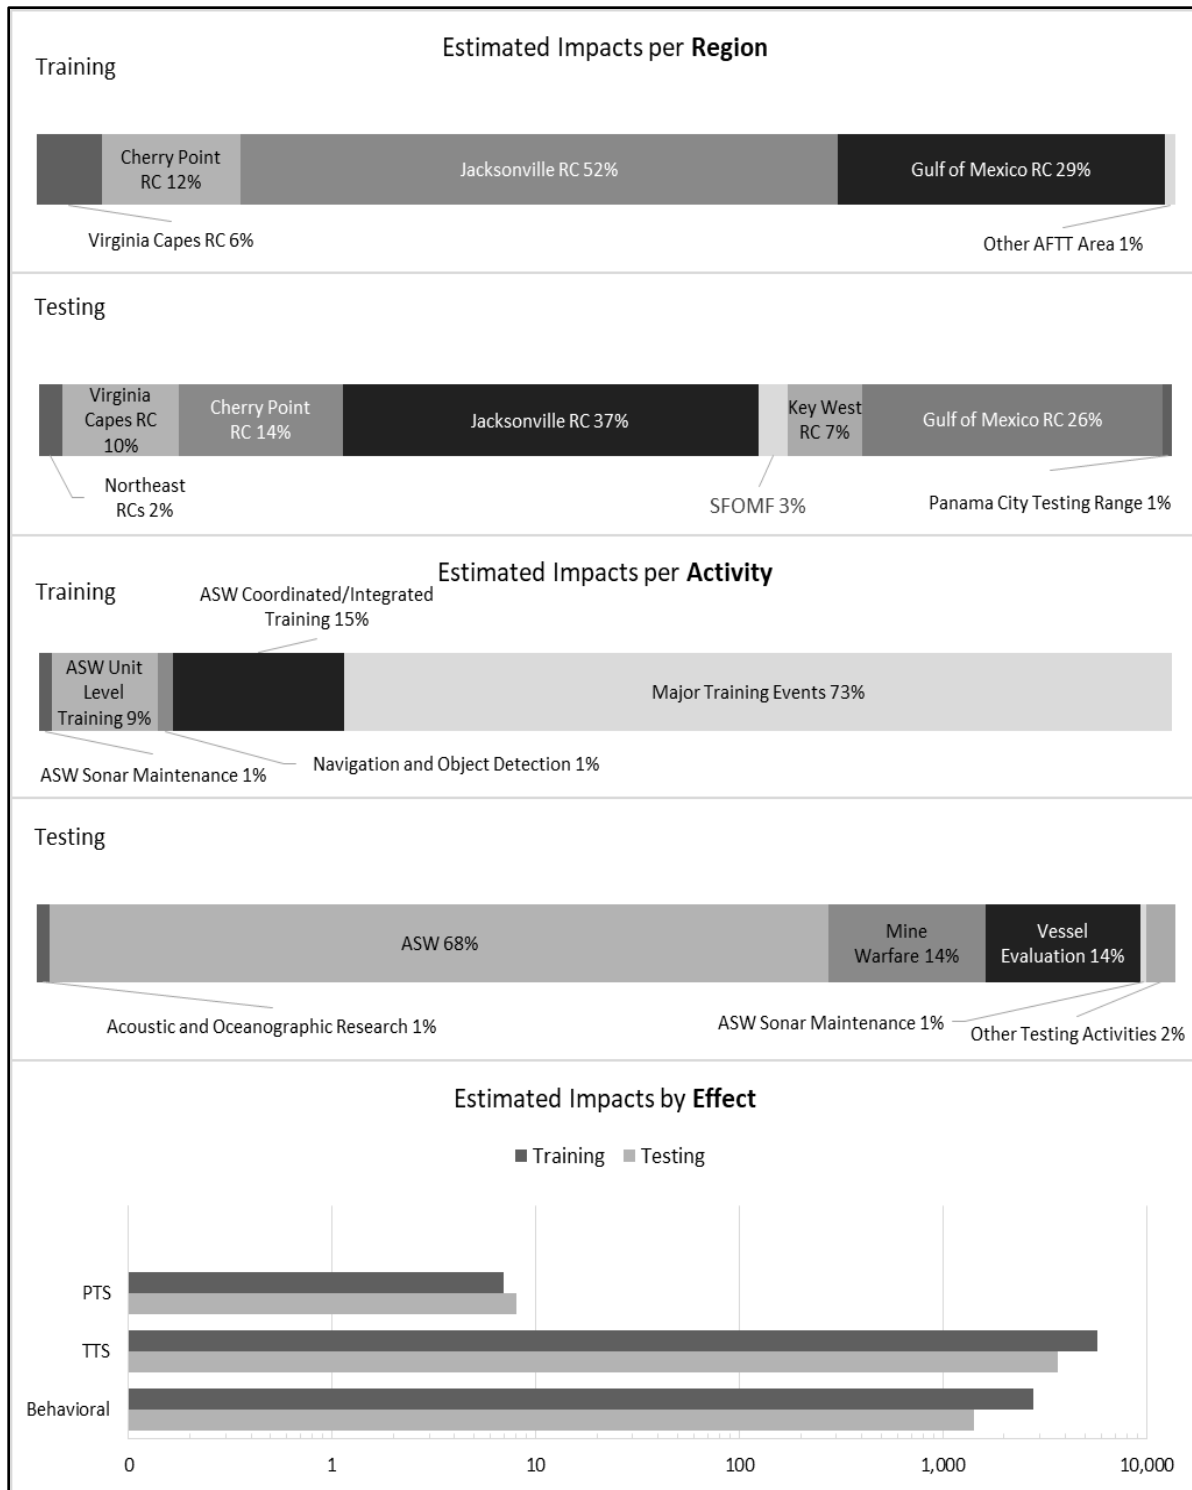 Estimated Impacts per Region
Training
Cherry Point
RC 12%
Jacksonville RC 52%
Gulf of Mexico RC 29%
Virginia Capes RC 6%
Other AFTT Area 1%
Testing
Virginia
Capes RC
10%
Cherry Point
RC 14%
Jacksonville RC 37%
Key West
RC 7%
Gulf of Mexico RC 26%
Northeast
RCs 2%
SFOMF 3%
Panama City Testing Range 1%
Estimated Impacts per Activity
Training
ASW Coordinated/Integrated
Training 15%
ASW Unit
Level
Training 9%
Major Training Events 73%
ASW Sonar Maintenance 1%
Navigation and Object Detection 1%
Testing
ASW 68%
Mine
Warfare 14%
Vessel
Evaluation 14%
Acoustic and Oceanographic Research 1%
ASW Sonar Maintenance 1%
Other Testing Activities 2%
Estimated Impacts by Effect
Training Testing
PTS
TTS
Behavioral
0 1 10 100 1,000 10,000